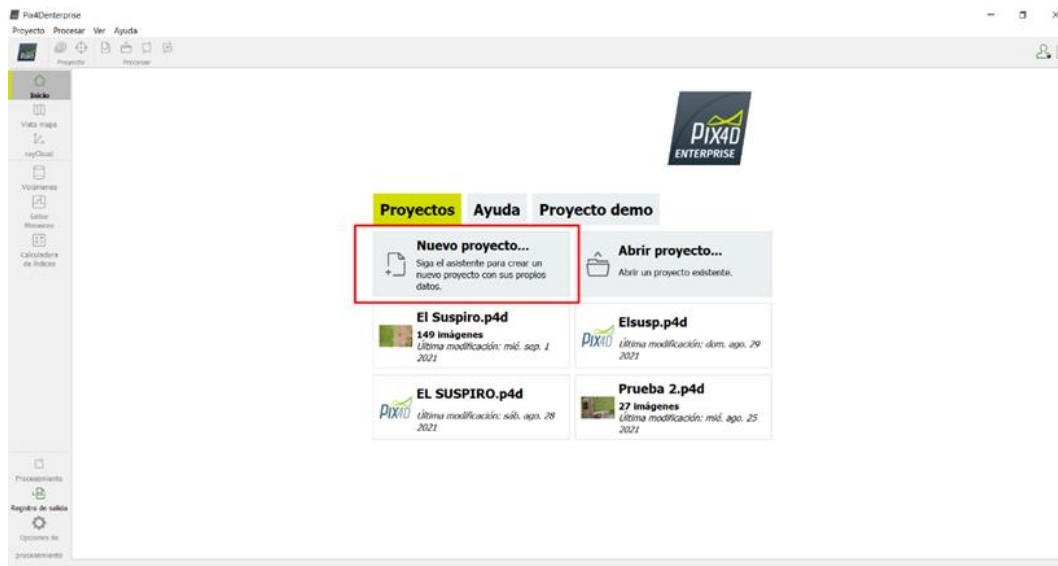 Pix4Denterprise
Proyecto Procesar Ver Ayuda
Proyecto Procesar
Inicio
Vista mapa
rayCloud
Volúmenes
Editor
Mosaicos
Calculadora
de índices
PIX4D
ENTERPRISE
Proyectos Ayuda Proyecto demo
Nuevo proyecto...
Siga el asistente para crear un
nuevo proyecto con sus propios
datos.
Abrir proyecto...
Abrir un proyecto existente.
El Suspiro.p4d
149 imágenes
Última modificación: mié. sep. 1
2021
PIX4D
Elsusp.p4d
Última modificación: dom. ago. 29
2021
PIX4D
EL SUSPIRO.p4d
Última modificación: sáb. ago. 28
2021
Prueba 2.p4d
27 imágenes
Última modificación: mié. ago. 25
2021
Procesamiento
Registro de salida
Opciones de
procesamiento